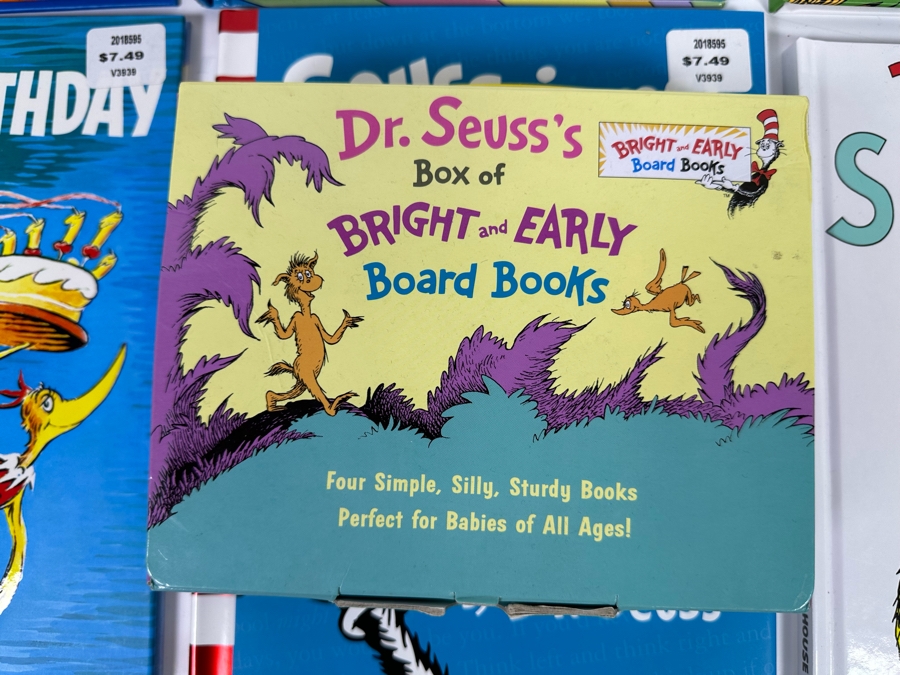 2018595
$7.49
V3939
2018595
$7.49
V3939
THDAY
Dr. Seuss's
Box of
BRIGHT and EARLY
Board Books
BRIGHT and EARLY
Board Books
S
Four Simple, Silly, Sturdy Books
Perfect for Babies of All Ages!
HOUSE